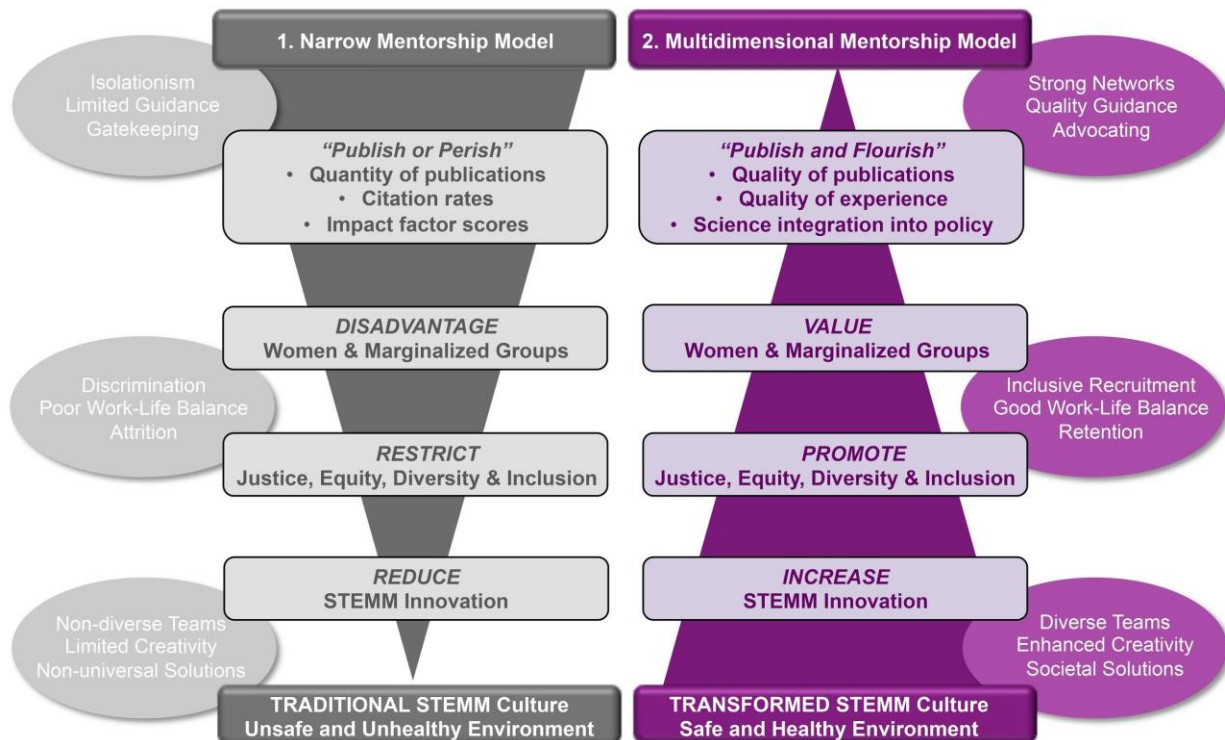 1. Narrow Mentorship Model
Isolationism
Limited Guidance
Gatekeeping
“Publish or Perish”
• Quantity of publications
• Citation rates
• Impact factor scores
DISADVANTAGE
Women & Marginalized Groups
Discrimination
Poor Work-Life Balance
Attrition
RESTRICT
Justice, Equity, Diversity & Inclusion
REDUCE
STEMM Innovation
Non-diverse Teams
Limited Creativity
Non-universal Solutions
TRADITIONAL STEMM Culture
Unsafe and Unhealthy Environment
2. Multidimensional Mentorship Model
Strong Networks
Quality Guidance
Advocating
“Publish and Flourish”
• Quality of publications
• Quality of experience
• Science integration into policy
VALUE
Women & Marginalized Groups
Inclusive Recruitment
Good Work-Life Balance
Retention
PROMOTE
Justice, Equity, Diversity & Inclusion
INCREASE
STEMM Innovation
Diverse Teams
Enhanced Creativity
Societal Solutions
TRANSFORMED STEMM Culture
Safe and Healthy Environment